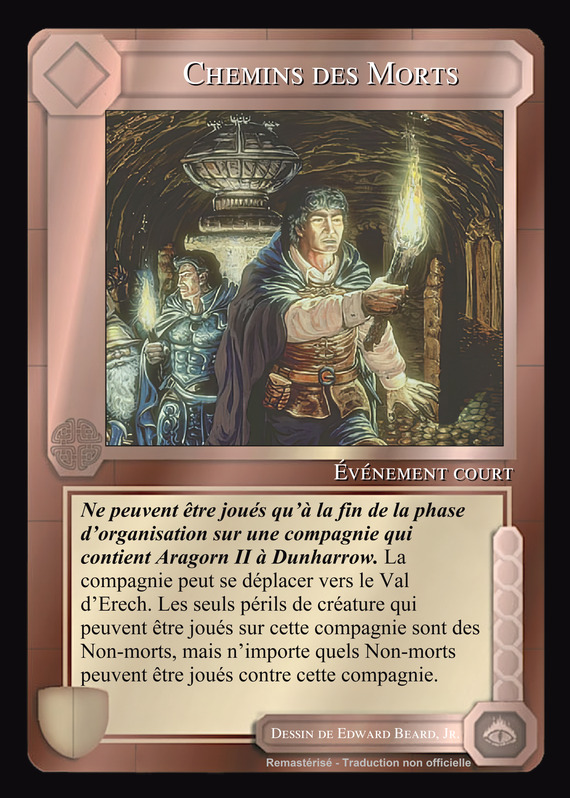 Chemins des Morts
Événement court
Ne peuvent être joués qu’à la fin de la phase
d’organisation sur une compagnie qui
contient Aragorn II à Dunharrow. La
compagnie peut se déplacer vers le Val
d’Erech. Les seuls périls de créature qui
peuvent être joués sur cette compagnie sont des
Non-morts, mais n’importe quels Non-morts
peuvent être joués contre cette compagnie.
Dessin de Edward Beard, Jr.
Remastérisé - Traduction non officielle